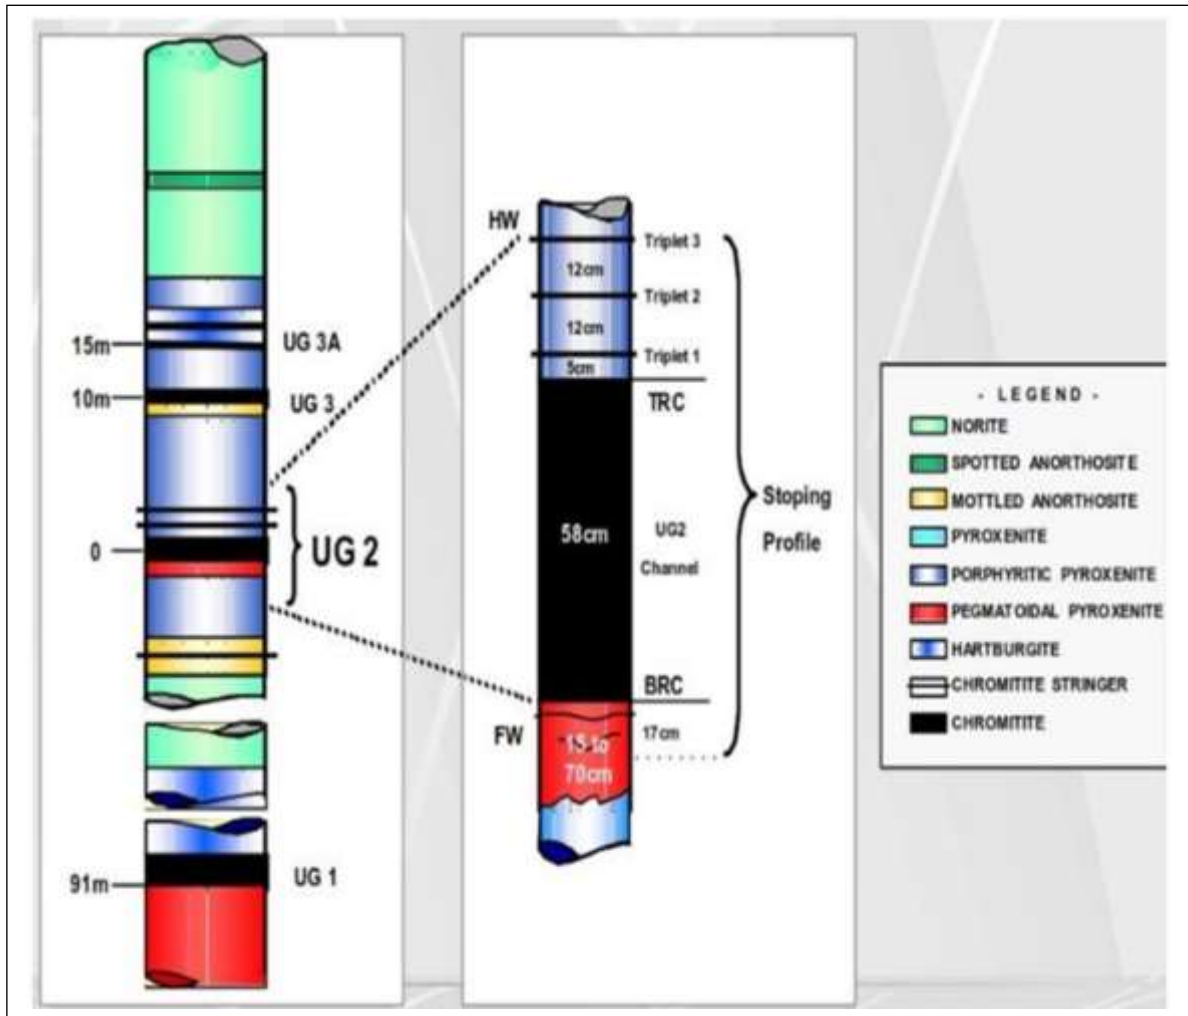 15m
UG 3A
10m
UG 3
0
UG 2
91m
UG 1
HW
Triplet 3
12cm
Triplet 2
12cm
Triplet 1
5cm
TRC
58cm
UG2
Channel
BRC
FW
17cm
15 to
70cm
Stoping
Profile
- LEGEND -
NORITE
SPOTTED ANORTHOSITE
MOTTLED ANORTHOSITE
PYROXENITE
PORPHYRITIC PYROXENITE
PEGMATOIDAL PYROXENITE
HARTBURGITE
CHROMITITE STRINGER
CHROMITITE